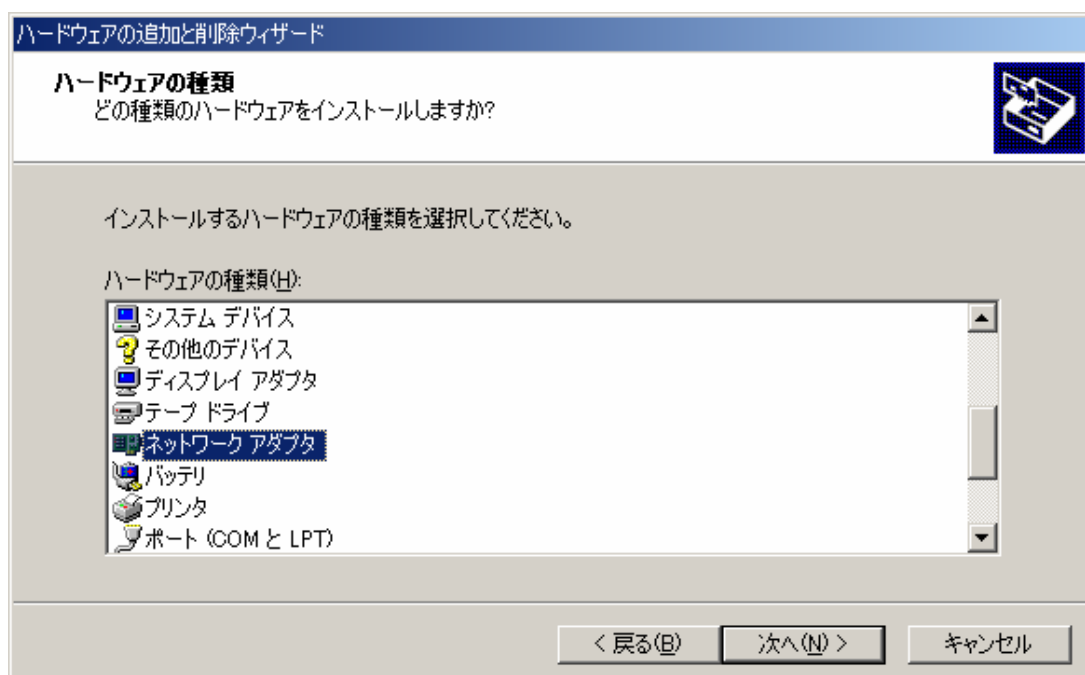 ハードウェアの追加と削除ウィザード
ハードウェアの種類
どの種類のハードウェアをインストールしますか?
インストールするハードウェアの種類を選択してください。
ハードウェアの種類(H):
システム デバイス
その他のデバイス
ディスプレイ アダプタ
テープ ドライブ
ネットワーク アダプタ
バッテリ
プリンタ
ポート (COM と LPT)
< 戻る(B)
次へ(N) >
キャンセル